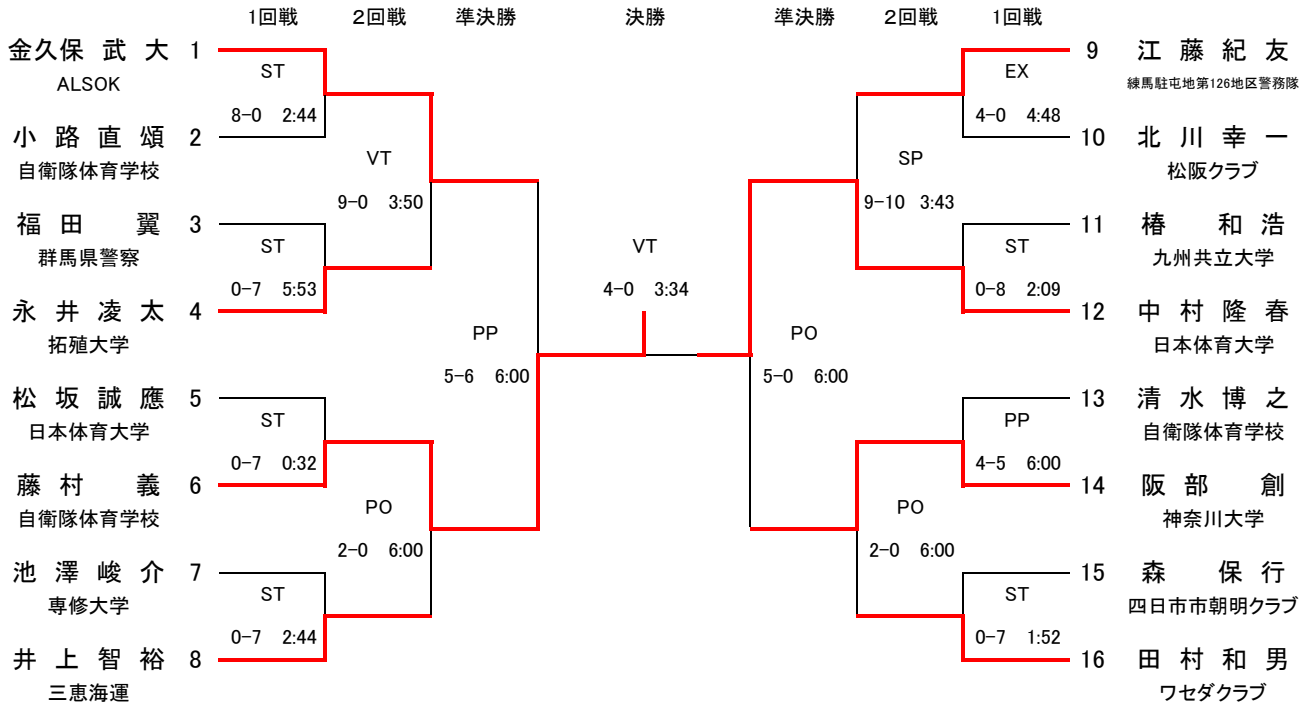 1回戦 2回戦 準決勝 決勝 準決勝 2回戦 1回戦
金久保 武 大 1
ALSOK
ST
8-0 2:44
小 路 直 頌 2
自衛隊体育学校
VT
9-0 3:50
福 田 翼 3
群馬県警察
ST
0-7 5:53
永 井 凌 太 4
拓殖大学
PP
5-6 6:00
松 坂 誠 應 5
日本体育大学
ST
0-7 0:32
藤 村 義 6
自衛隊体育学校
PO
2-0 6:00
池 澤 峻 介 7
専修大学
ST
0-7 2:44
井 上 智 裕 8
三恵海運
VT
4-0 3:34
9 江 藤 紀 友
練馬駐屯地第126地区警務隊
EX
4-0 4:48
10 北 川 幸 一
松阪クラブ
SP
9-10 3:43
11 椿 和 浩
九州共立大学
ST
0-8 2:09
12 中 村 隆 春
日本体育大学
PO
5-0 6:00
13 清 水 博 之
自衛隊体育学校
PP
4-5 6:00
14 阪 部 創
神奈川大学
PO
2-0 6:00
15 森 保 行
四日市市朝明クラブ
ST
0-7 1:52
16 田 村 和 男
ワセダクラブ